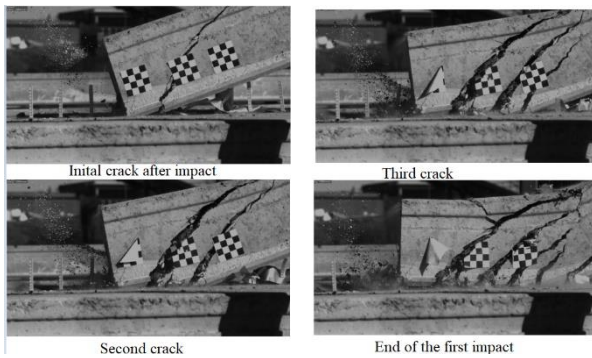 Inital crack after impact
Third crack
Second crack
End of the first impact